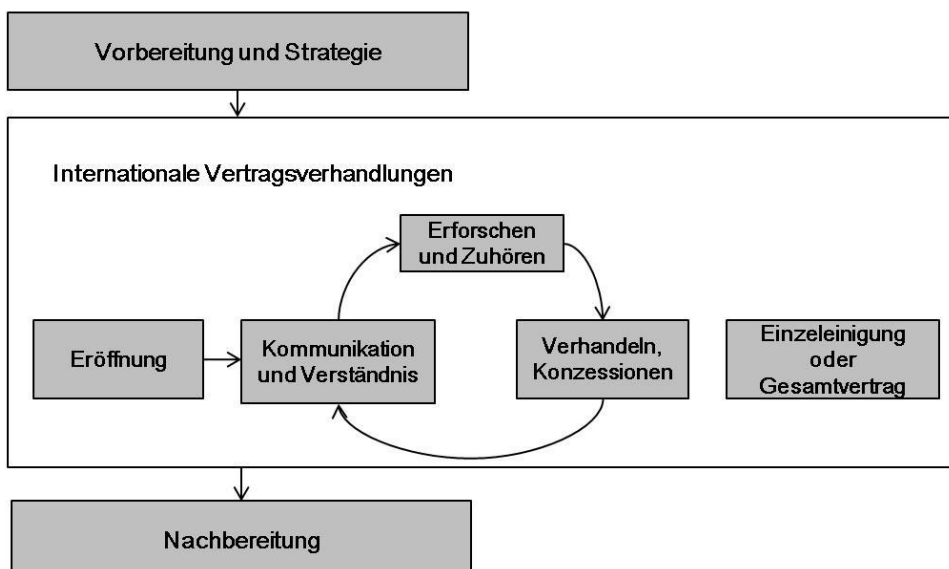 Vorbereitung und Strategie
Internationale Vertragsverhandlungen
Erforschen
und Zuhören
Eröffnung
Kommunikation
und Verständnis
Verhandeln,
Konzessionen
Einzeleinigung
oder
Gesamtvertrag
Nachbereitung